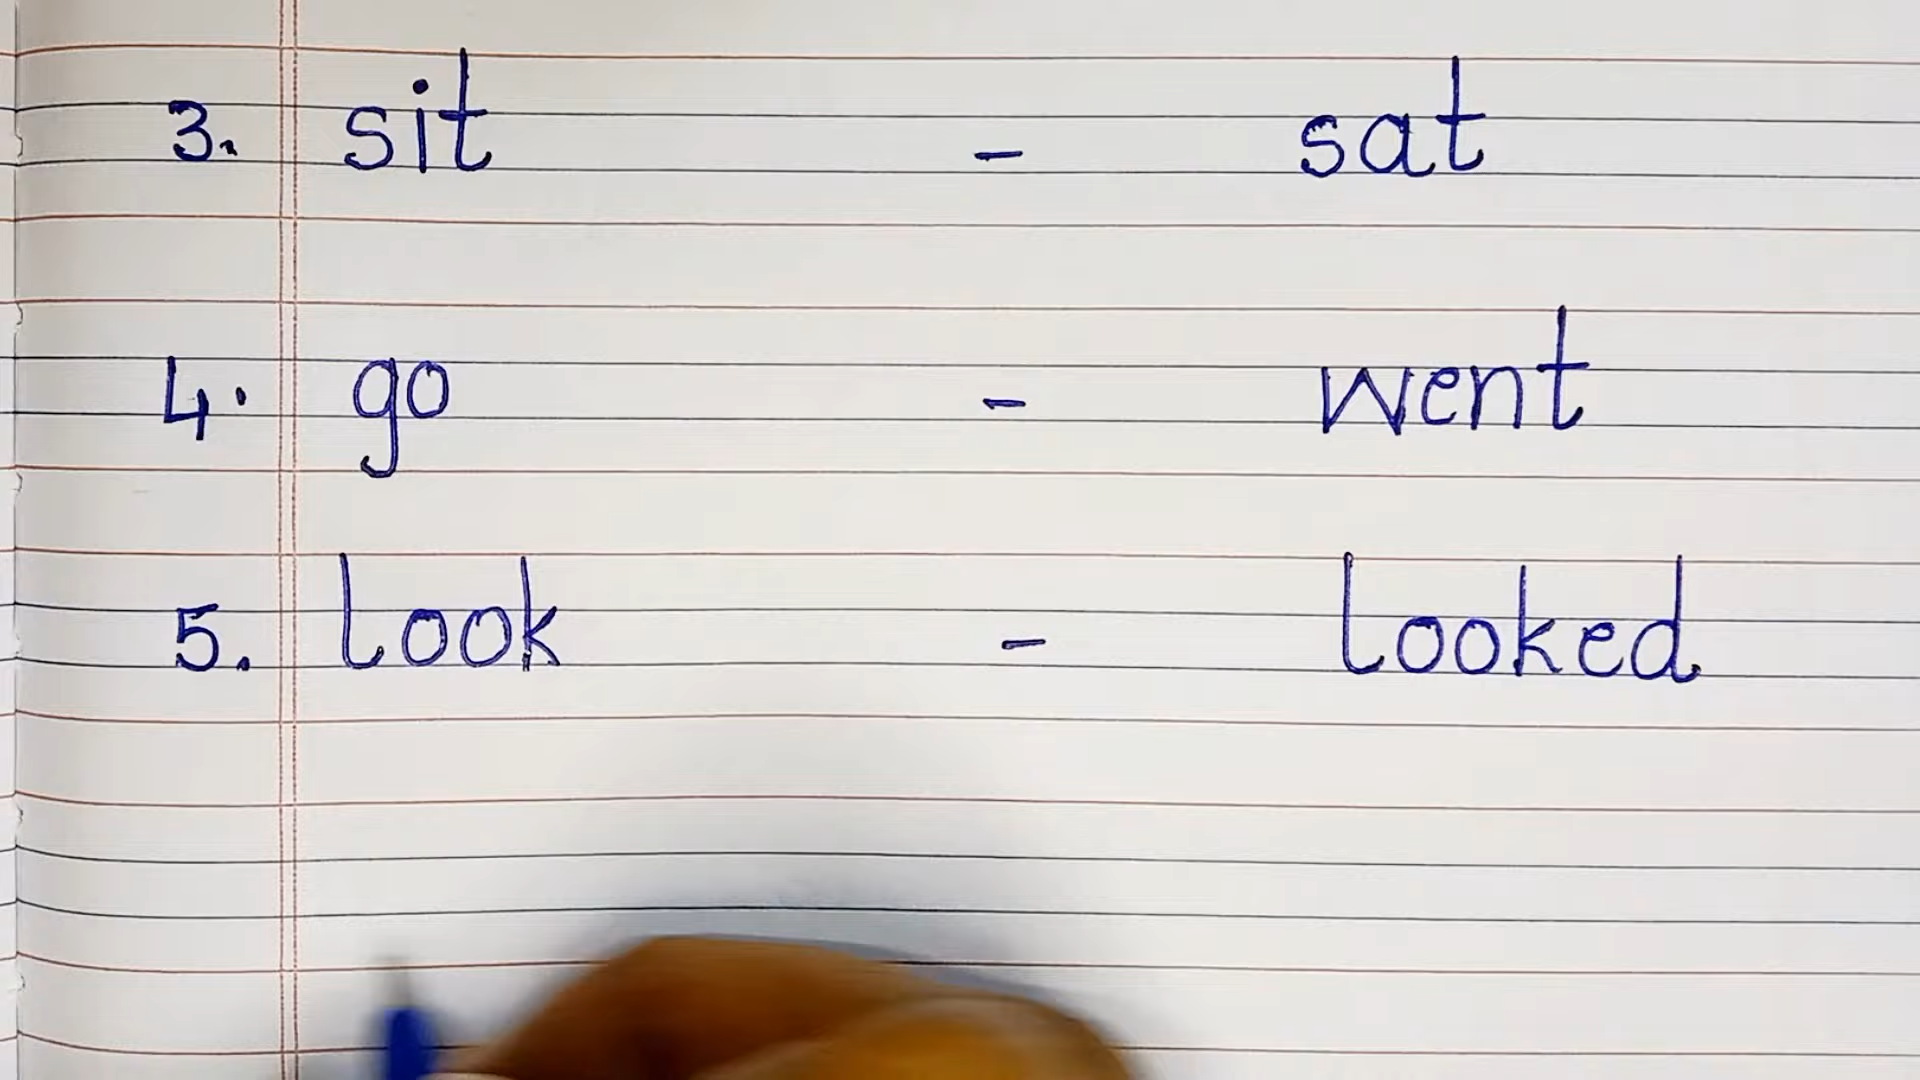 3. sit - sat
4. go - went
5. look - looked